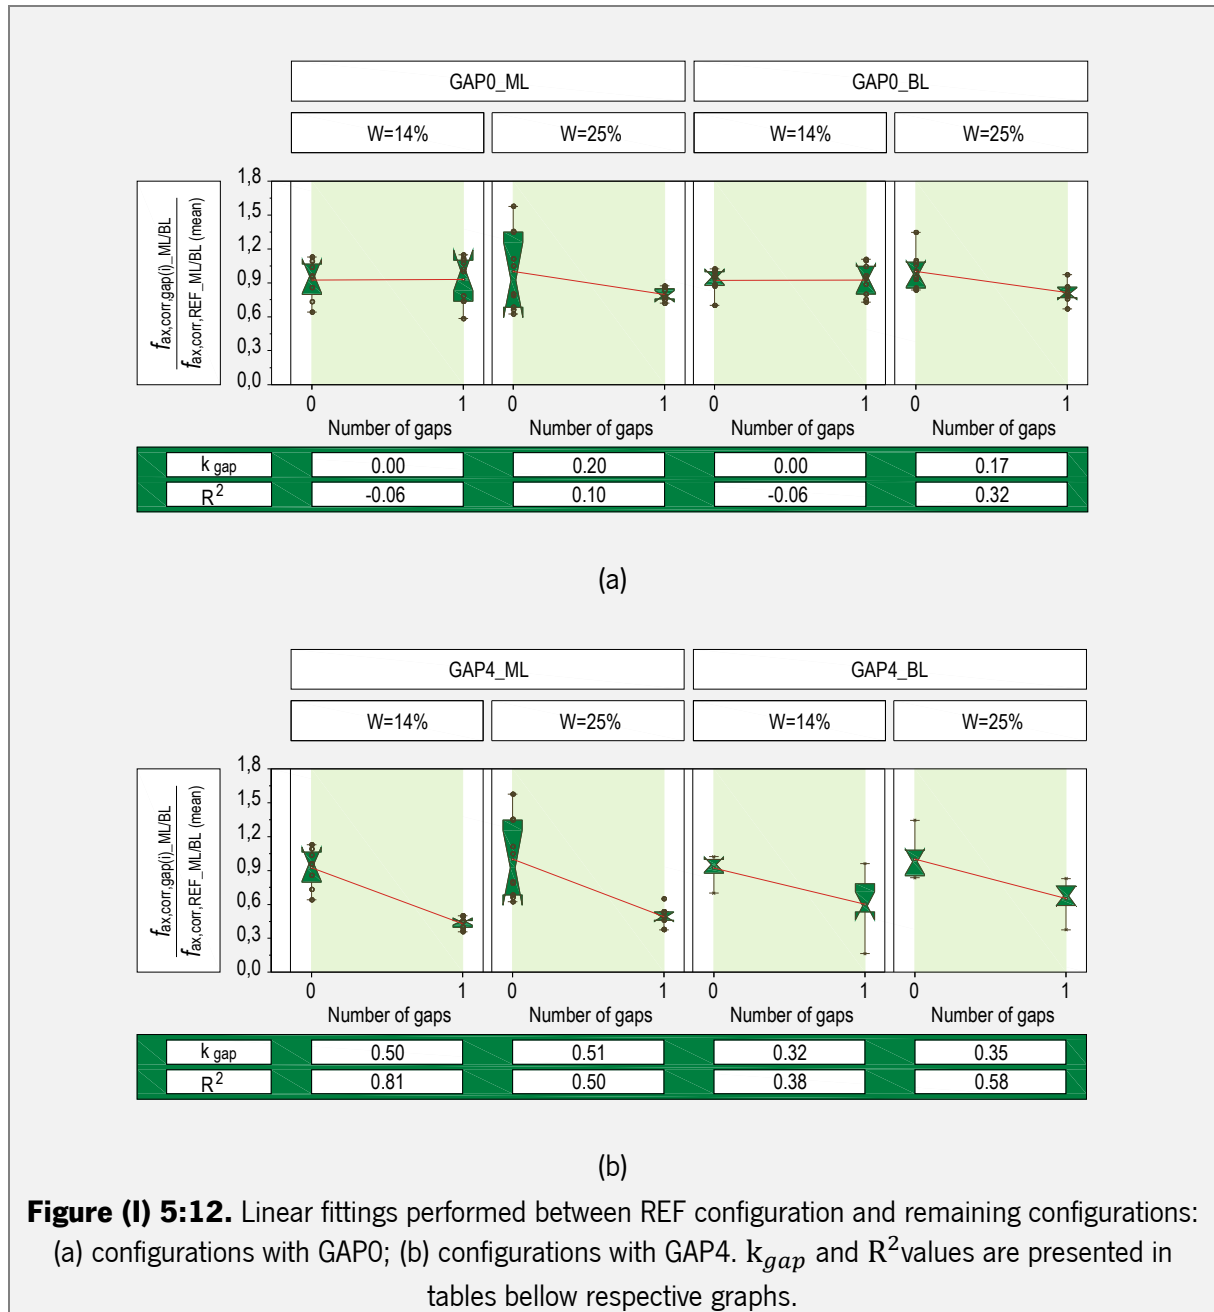 GAP0_ML GAP0_BL
W=14% W=25% W=14% W=25%
f_ax,corr,gap(i)_ML/BL
f_ax,corr,REF_ML/BL (mean)
1,8
1,5
1,2
0,9
0,6
0,3
0,0
0 1 0 1 0 1 0 1
Number of gaps Number of gaps Number of gaps Number of gaps
k gap 0.00 0.20 0.00 0.17
R² -0.06 0.10 -0.06 0.32
(a)
GAP4_ML GAP4_BL
W=14% W=25% W=14% W=25%
f_ax,corr,gap(i)_ML/BL
f_ax,corr,REF_ML/BL (mean)
1,8
1,5
1,2
0,9
0,6
0,3
0,0
0 1 0 1 0 1 0 1
Number of gaps Number of gaps Number of gaps Number of gaps
k gap 0.50 0.51 0.32 0.35
R² 0.81 0.50 0.38 0.58
(b)
Figure (I) 5:12. Linear fittings performed between REF configuration and remaining configurations:
(a) configurations with GAP0; (b) configurations with GAP4. k_gap and R² values are presented in
tables bellow respective graphs.